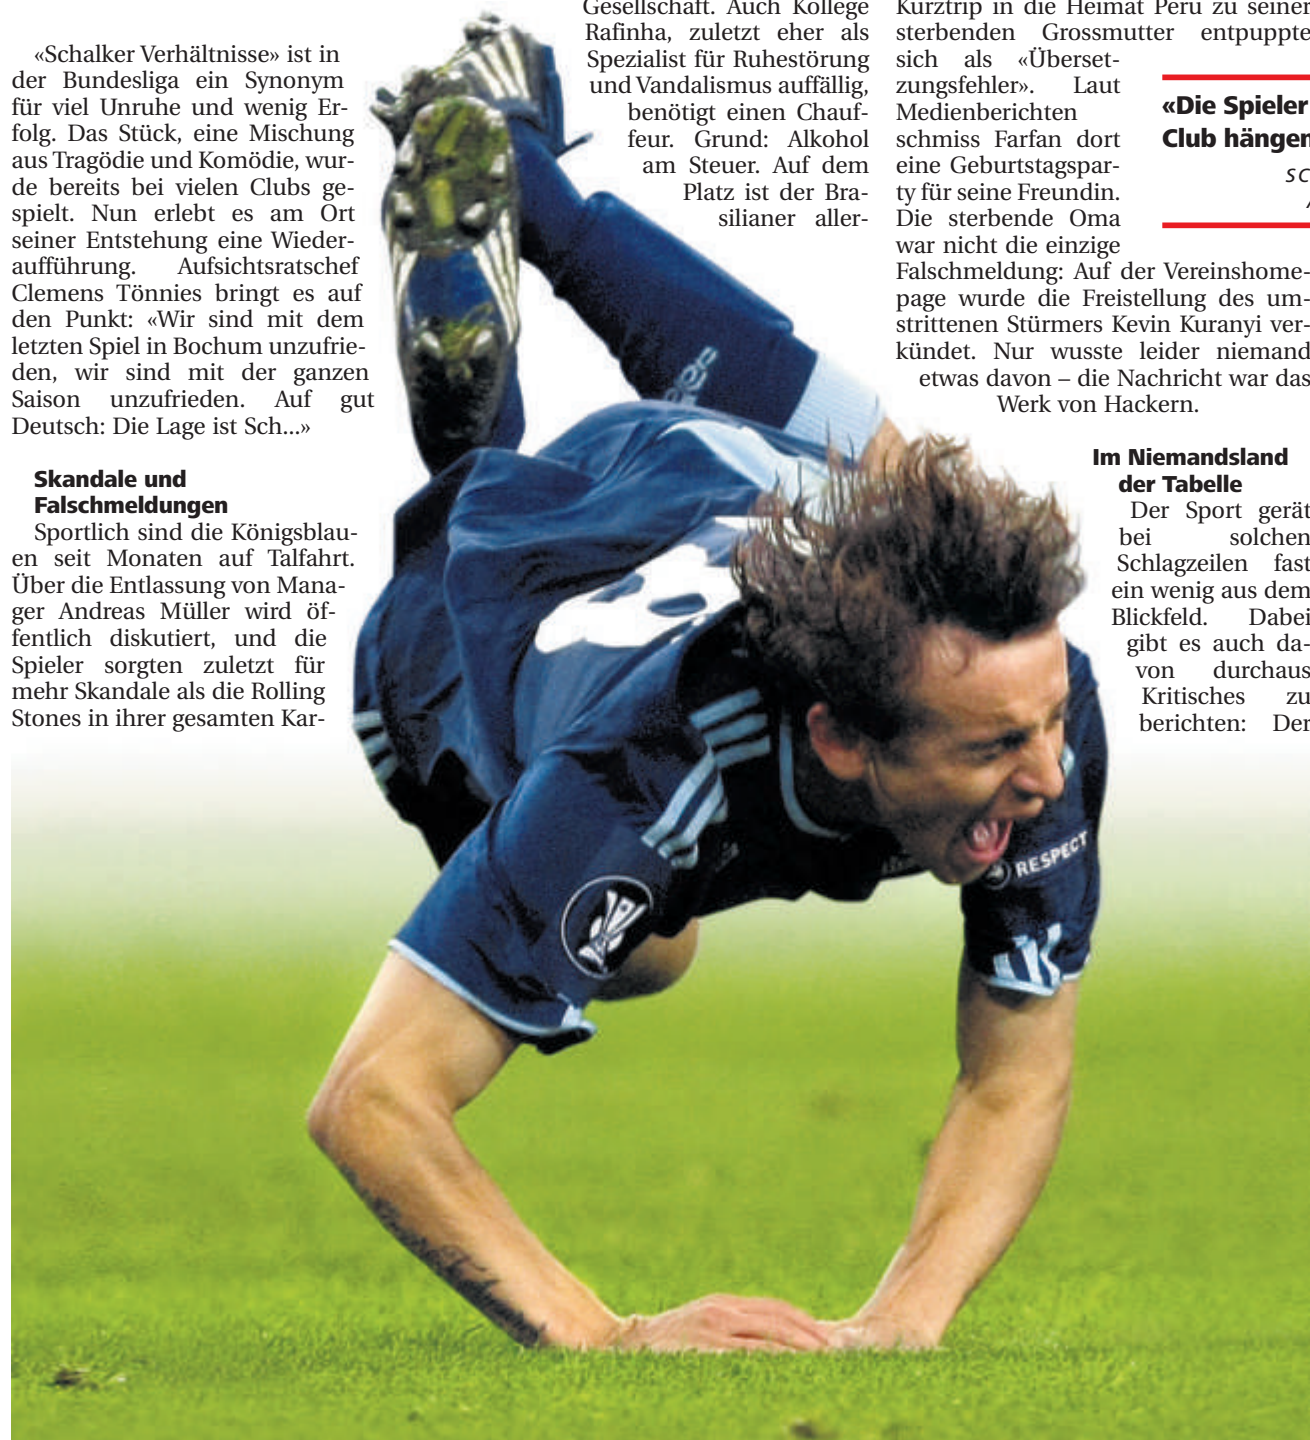 «Schalker Verhältnisse» ist in
der Bundesliga ein Synonym
für viel Unruhe und wenig Er-
folg. Das Stück, eine Mischung
aus Tragödie und Komödie, wur-
de bereits bei vielen Clubs ge-
spielt. Nun erlebt es am Ort
seiner Entstehung eine Wieder-
aufführung. Aufsichtsratschef
Clemens Tönnies bringt es auf
den Punkt: «Wir sind mit dem
letzten Spiel in Bochum unzufrie-
den, wir sind mit der ganzen
Saison unzufrieden. Auf gut
Deutsch: Die Lage ist Sch...»
Skandale und
Falschmeldungen
Sportlich sind die Königsblau-
en seit Monaten auf Talfahrt.
Über die Entlassung von Mana-
ger Andreas Müller wird öf-
fentlich diskutiert, und die
Spieler sorgten zuletzt für
mehr Skandale als die Rolling
Stones in ihrer gesamten Kar-
Gesellschaft. Auch Kollege
Rafinha, zuletzt eher als
Spezialist für Ruhestörung
und Vandalismus auffällig,
benötigt einen Chauf-
feur. Grund: Alkohol
am Steuer. Auf dem
Platz ist der Bra-
silianer aller-
Kurztrip in die Heimat Peru zu seiner
sterbenden Grossmutter entpuppte
sich als «Überset-
zungsfehler». Laut
Medienberichten
schmiss Farfan dort
eine Geburtstagspar-
ty für seine Freundin.
Die sterbende Oma
war nicht die einzige
Falschmeldung: Auf der Vereinshome-
page wurde die Freistellung des um-
strittenen Stürmers Kevin Kuranyi ver-
kündet. Nur wusste leider niemand
etwas davon – die Nachricht war das
Werk von Hackern.
«Die Spieler
Club hängen
SC
Im Niemandsland
der Tabelle
Der Sport gerät
bei solchen
Schlagzeilen fast
ein wenig aus dem
Blickfeld. Dabei
gibt es auch da-
von durchaus
Kritisches zu
berichten: Der
RESPECT